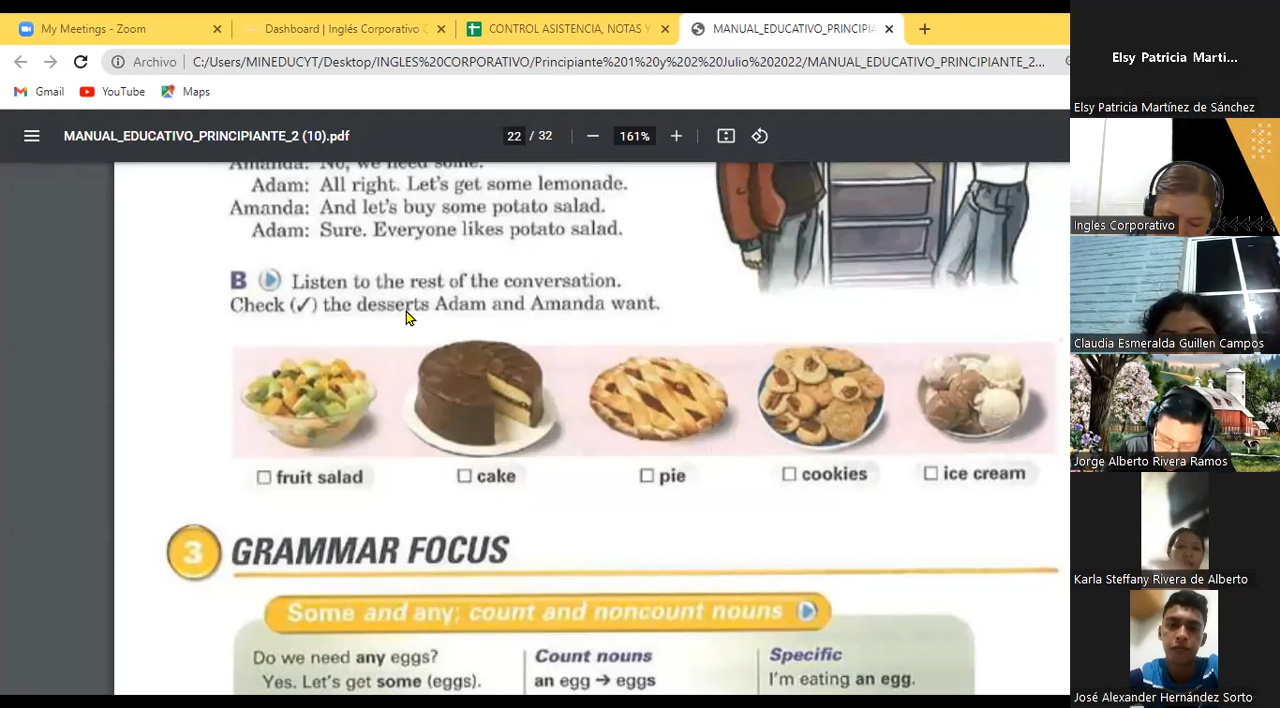 My Meetings - Zoom
Dashboard | Inglés Corporativo C
CONTROL ASISTENCIA, NOTAS Y
MANUAL_EDUCATIVO_PRINCIPIA
Archivo
C:/Users/MINEDUCYT/Desktop/INGLES%20CORPORATIVO/Principiante%201%20y%202%20Julio%202022/MANUAL_EDUCATIVO_PRINCIPIANTE_2...
Gmail
YouTube
Maps
MANUAL_EDUCATIVO_PRINCIPIANTE_2 (10).pdf
22 / 32
161%
Amanda: No, we need some.
Adam: All right. Let's get some lemonade.
Amanda: And let's buy some potato salad.
Adam: Sure. Everyone likes potato salad.
B Listen to the rest of the conversation.
Check (✓) the desserts Adam and Amanda want.
fruit salad
cake
pie
cookies
ice cream
3 GRAMMAR FOCUS
Some and any; count and noncount nouns
Do we need any eggs?
Yes. Let's get some (eggs).
Count nouns
an egg → eggs
Specific
I'm eating an egg.
Elsy Patricia Marti...
Elsy Patricia Martínez de Sánchez
Ingles Corporativo
Claudia Esmeralda Guillen Campos
Jorge Alberto Rivera Ramos
Karla Steffany Rivera de Alberto
José Alexander Hernández Sorto